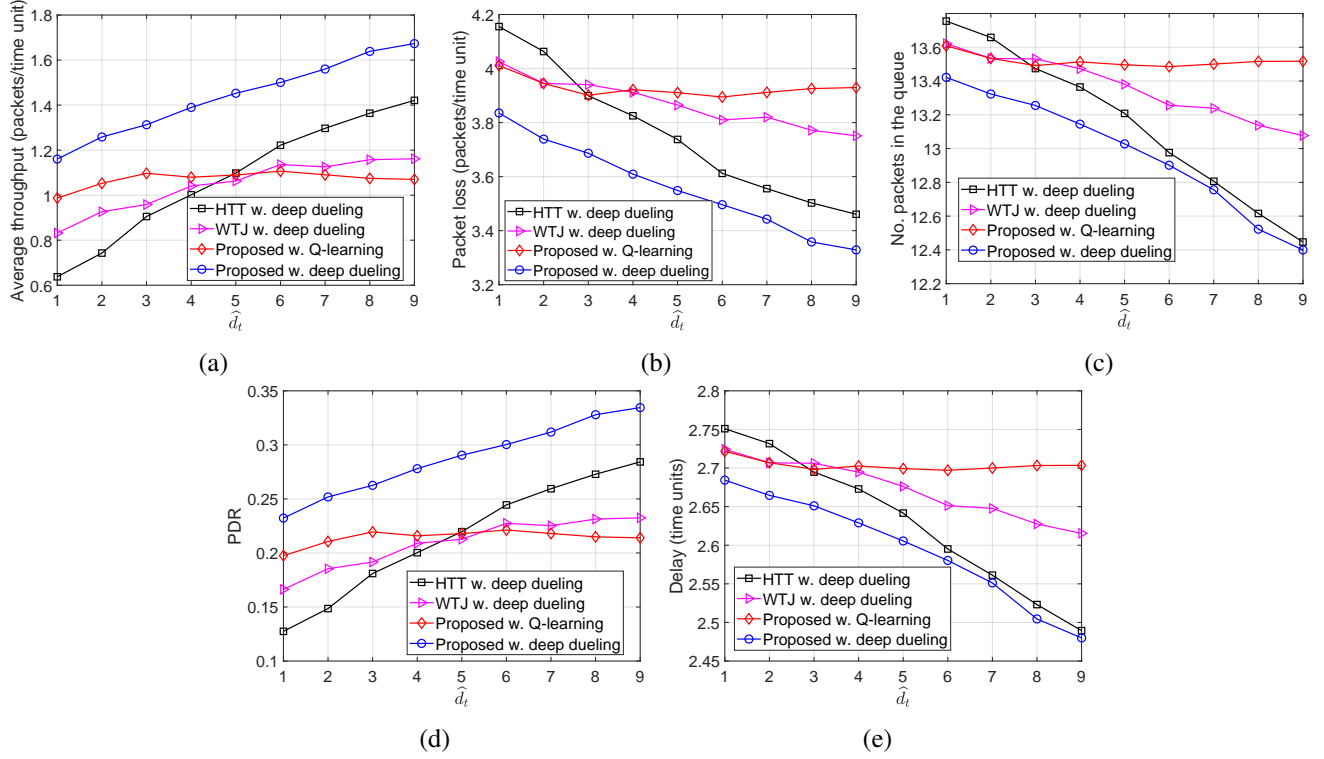 Average throughput (packets/time unit)
1.8
1.6
1.4
1.2
1
0.8
0.6
HTT w. deep dueling
WTJ w. deep dueling
Proposed w. Q-learning
Proposed w. deep dueling
1 2 3 4 5 6 7 8 9
d̂_t
(a)
Packet loss (packets/time unit)
4.2
4
3.8
3.6
3.4
3.2
HTT w. deep dueling
WTJ w. deep dueling
Proposed w. Q-learning
Proposed w. deep dueling
1 2 3 4 5 6 7 8 9
d̂_t
(b)
No. packets in the queue
13.6
13.4
13.2
13
12.8
12.6
12.4
12.2
HTT w. deep dueling
WTJ w. deep dueling
Proposed w. Q-learning
Proposed w. deep dueling
1 2 3 4 5 6 7 8 9
d̂_t
(c)
PDR
0.35
0.3
0.25
0.2
0.15
0.1
HTT w. deep dueling
WTJ w. deep dueling
Proposed w. Q-learning
Proposed w. deep dueling
1 2 3 4 5 6 7 8 9
d̂_t
(d)
Delay (time units)
2.8
2.75
2.7
2.65
2.6
2.55
2.5
2.45
HTT w. deep dueling
WTJ w. deep dueling
Proposed w. Q-learning
Proposed w. deep dueling
1 2 3 4 5 6 7 8 9
d̂_t
(e)